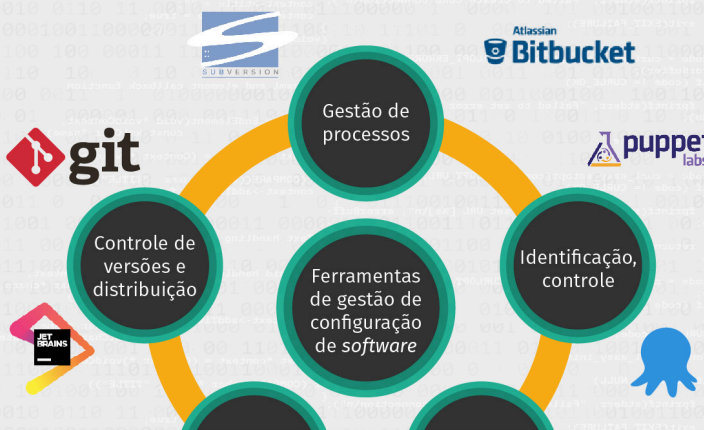 SUBVERSION
Atlassian
Bitbucket
Gestão de
processos
git
puppet
labs
Controle de
versões e
distribuição
Identificação,
controle
Ferramentas
de gestão de
configuração
de software
JET
BRAINS